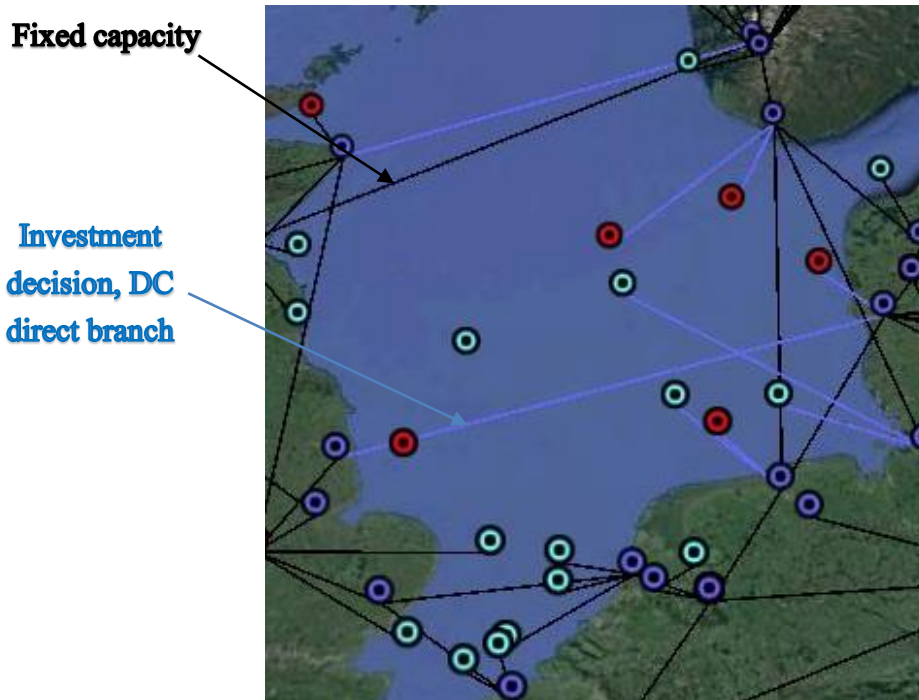 Fixed capacity
Investment
decision, DC
direct branch